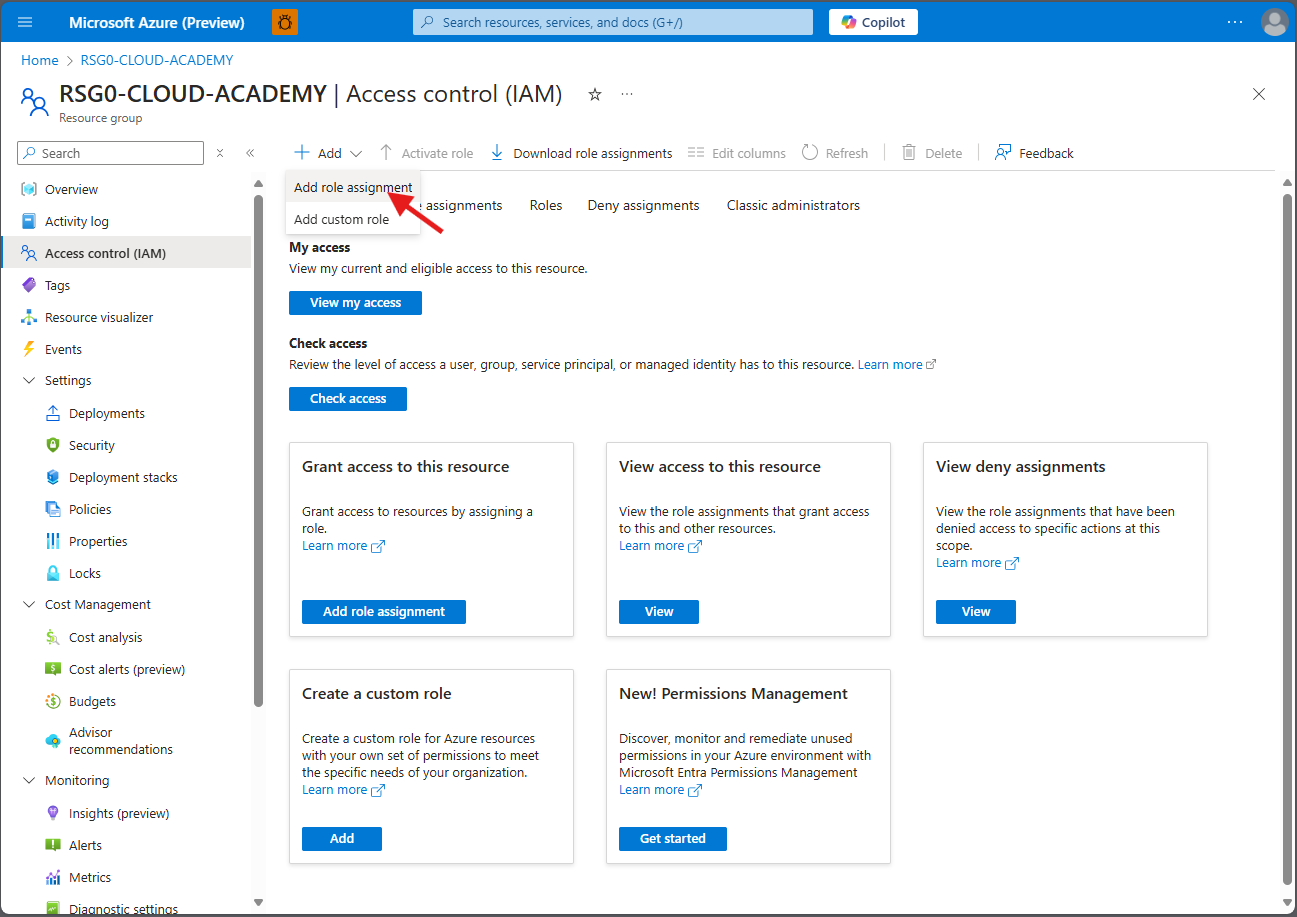 Microsoft Azure (Preview)
Search resources, services, and docs (G+/)
Copilot
Home > RSG0-CLOUD-ACADEMY
RSG0-CLOUD-ACADEMY | Access control (IAM)
Resource group
Search
Add
Activate role
Download role assignments
Edit columns
Refresh
Delete
Feedback
Overview
Activity log
Access control (IAM)
Tags
Resource visualizer
Events
Settings
Deployments
Security
Deployment stacks
Policies
Properties
Locks
Cost Management
Cost analysis
Cost alerts (preview)
Budgets
Advisor
recommendations
Monitoring
Insights (preview)
Alerts
Metrics
Diagnostic settings
Add role assignment
Add custom role
assignments
Roles
Deny assignments
Classic administrators
My access
View my current and eligible access to this resource.
View my access
Check access
Review the level of access a user, group, service principal, or managed identity has to this resource. Learn more
Check access
Grant access to this resource
Grant access to resources by assigning a
role.
Learn more
Add role assignment
View access to this resource
View the role assignments that grant access
to this and other resources.
Learn more
View
View deny assignments
View the role assignments that have been
denied access to specific actions at this
scope.
Learn more
View
Create a custom role
Create a custom role for Azure resources
with your own set of permissions to meet
the specific needs of your organization.
Learn more
Add
New! Permissions Management
Discover, monitor and remediate unused
permissions in your Azure environment with
Microsoft Entra Permissions Management
Learn more
Get started